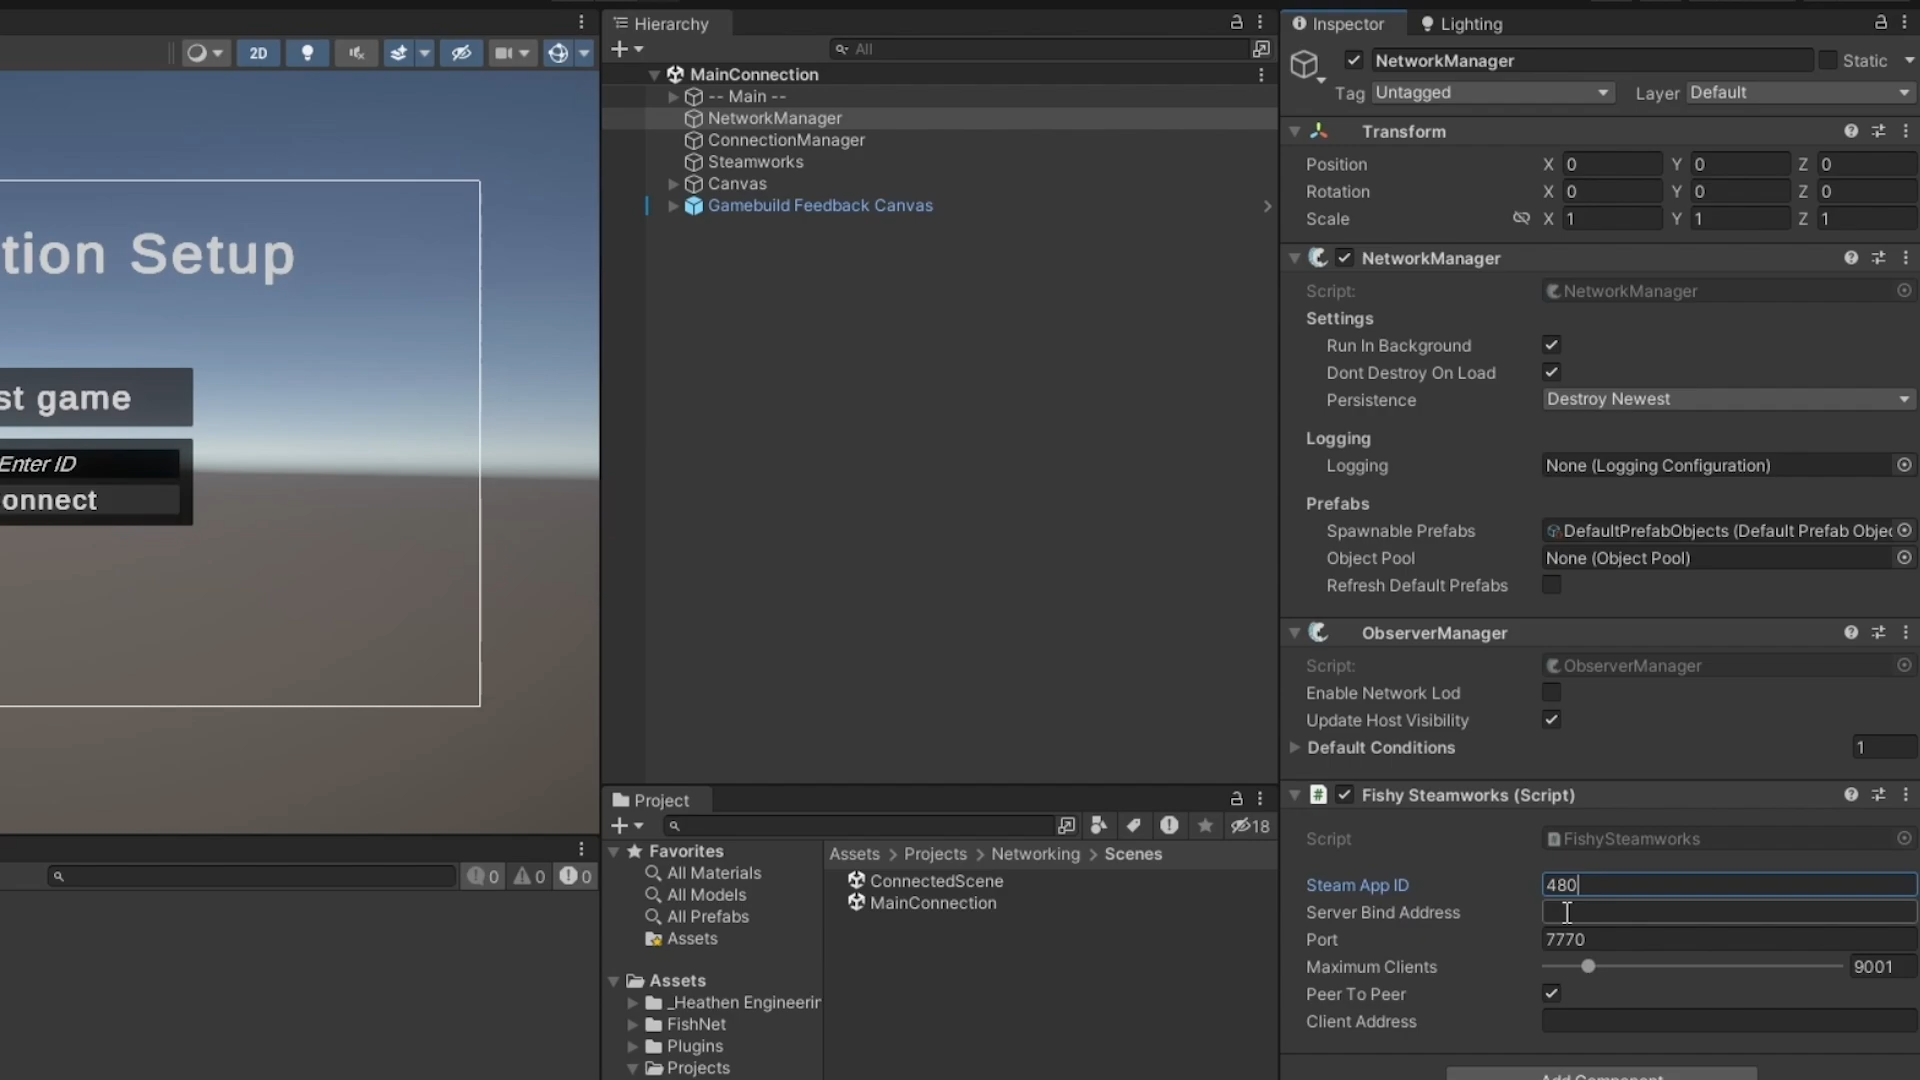 2D
tion Setup
st game
Enter ID
onnect
0
0
0
Hierarchy
All
MainConnection
-- Main --
NetworkManager
ConnectionManager
Steamworks
Canvas
Gamebuild Feedback Canvas
Project
18
Favorites
All Materials
All Models
All Prefabs
Assets
Assets
_Heathen Engineerin
FishNet
Plugins
Projects
Assets > Projects > Networking > Scenes
ConnectedScene
MainConnection
Inspector
Lighting
NetworkManager
Static
Tag Untagged
Layer Default
Transform
Position X 0 Y 0 Z 0
Rotation X 0 Y 0 Z 0
Scale X 1 Y 1 Z 1
NetworkManager
Script: NetworkManager
Settings
Run In Background
Dont Destroy On Load
Persistence Destroy Newest
Logging
Logging None (Logging Configuration)
Prefabs
Spawnable Prefabs DefaultPrefabObjects (Default Prefab Objec
Object Pool None (Object Pool)
Refresh Default Prefabs
ObserverManager
Script: ObserverManager
Enable Network Lod
Update Host Visibility
Default Conditions 1
# Fishy Steamworks (Script)
Script FishySteamworks
Steam App ID 480
Server Bind Address
Port 7770
Maximum Clients 9001
Peer To Peer
Client Address
Add Component